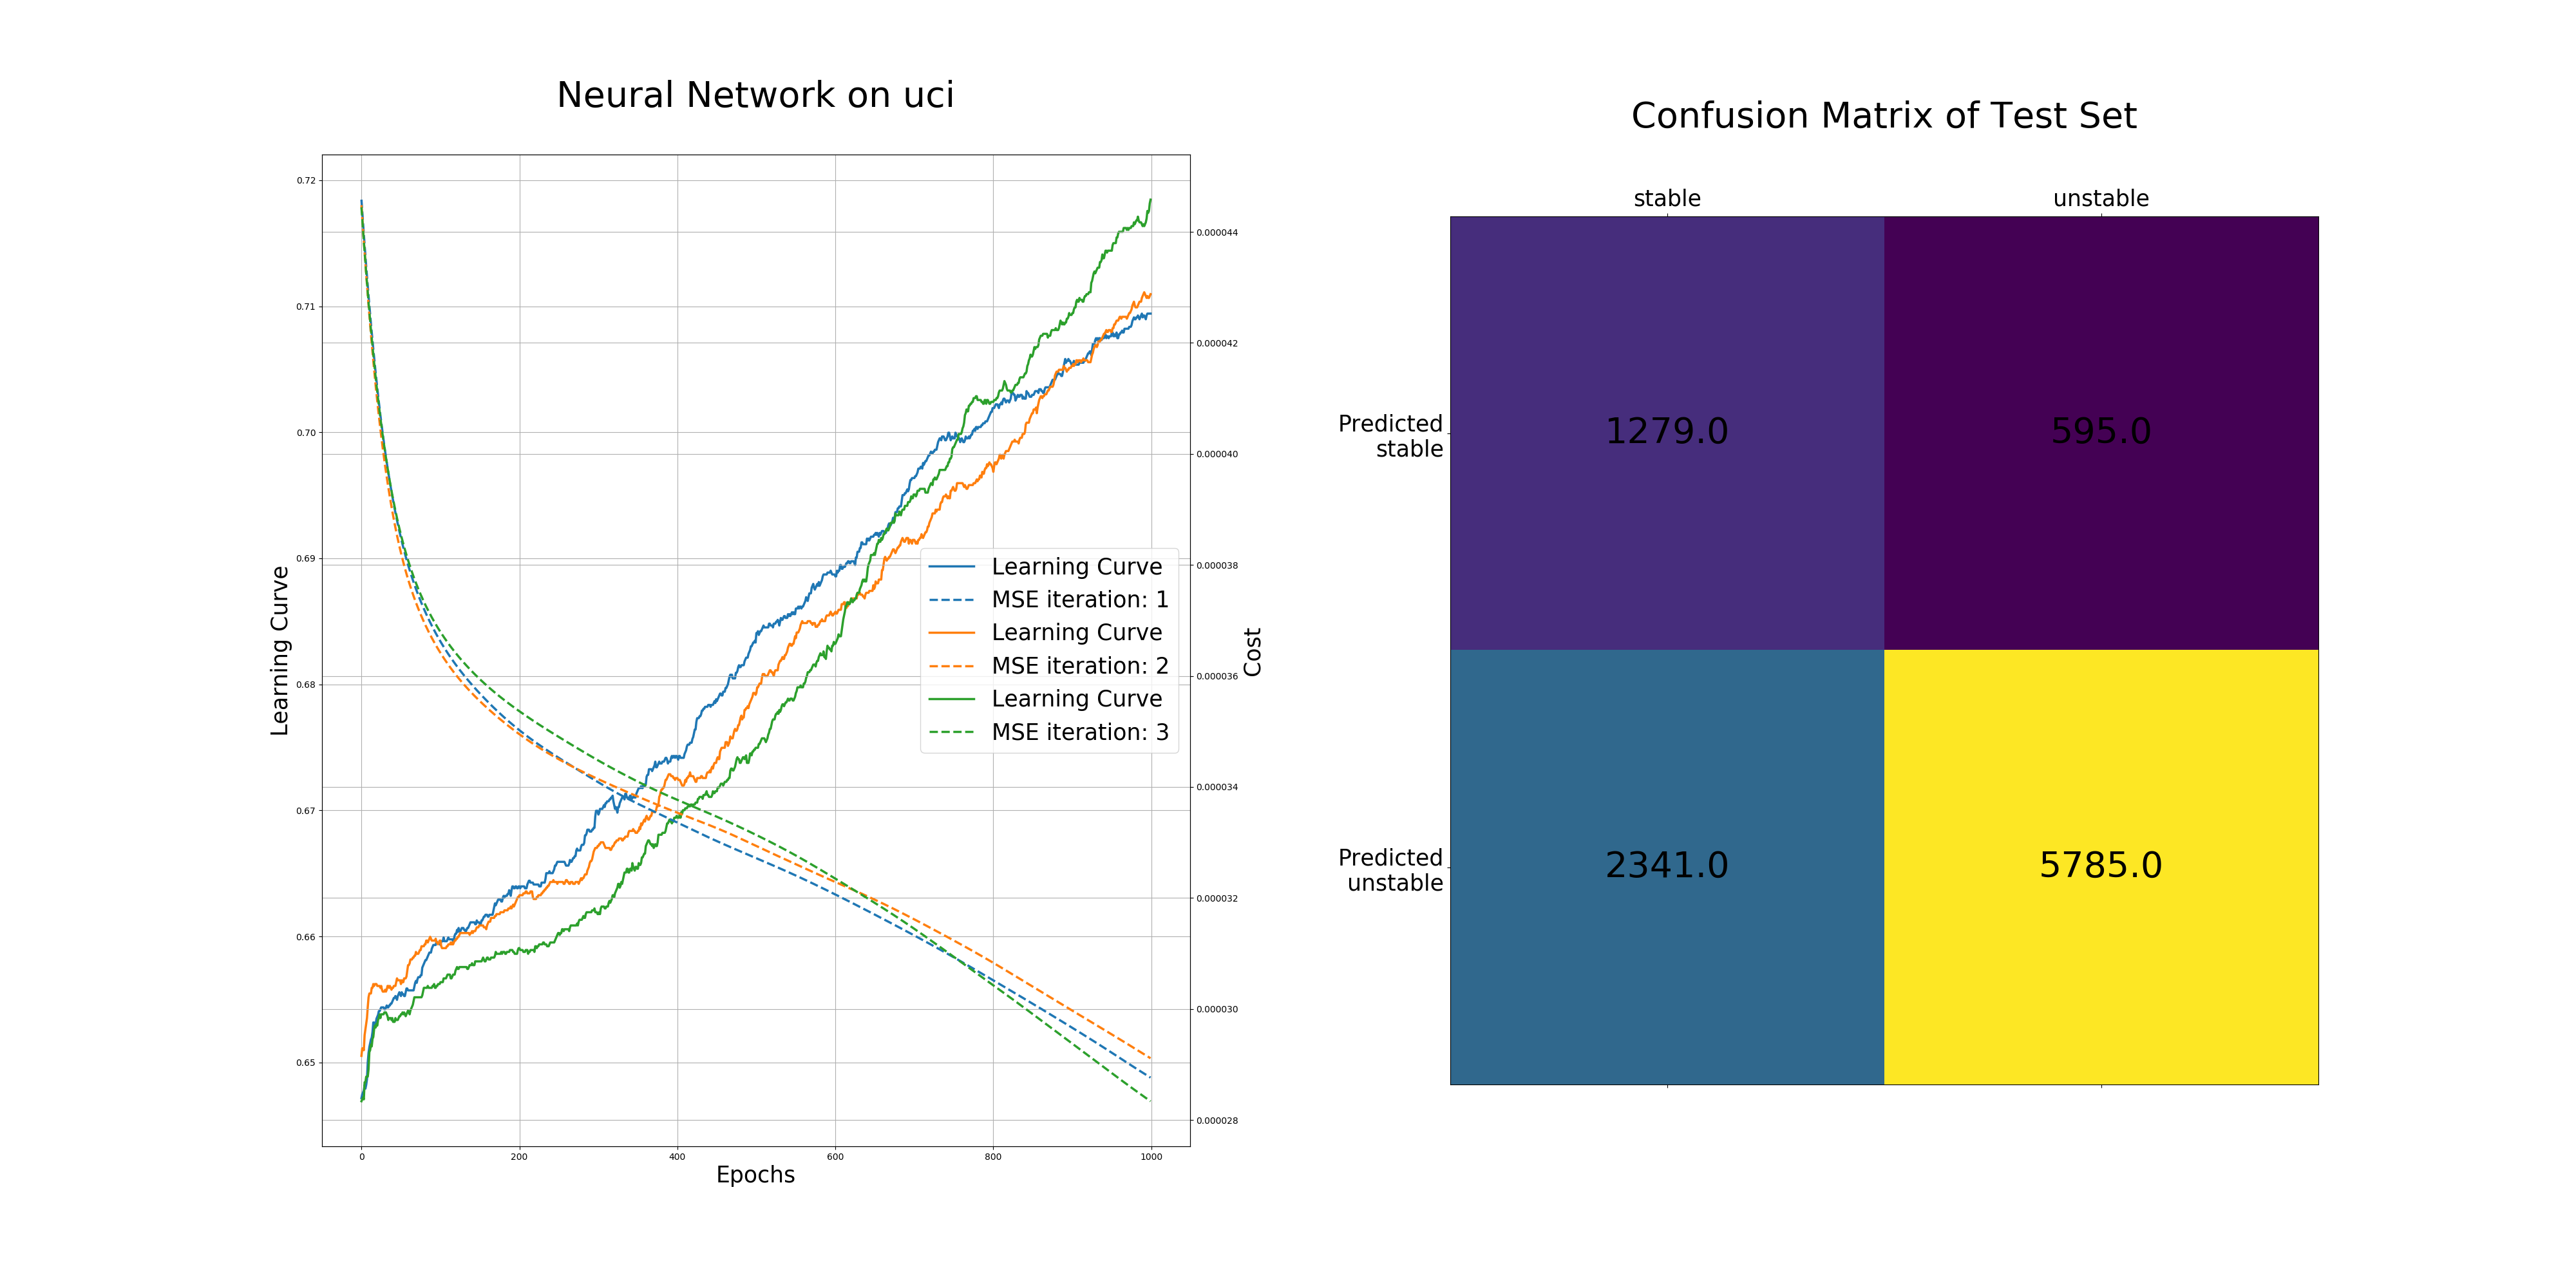 Neural Network on uci
0.72
0.71
0.70
0.69
0.68
0.67
0.66
0.65
Learning Curve
0
200
400
600
800
1000
Epochs
0.000044
0.000042
0.000040
0.000038
0.000036
0.000034
0.000032
0.000030
0.000028
Cost
Learning Curve
MSE iteration: 1
Learning Curve
MSE iteration: 2
Learning Curve
MSE iteration: 3
Confusion Matrix of Test Set
stable
unstable
Predicted
stable
1279.0
595.0
Predicted
unstable
2341.0
5785.0